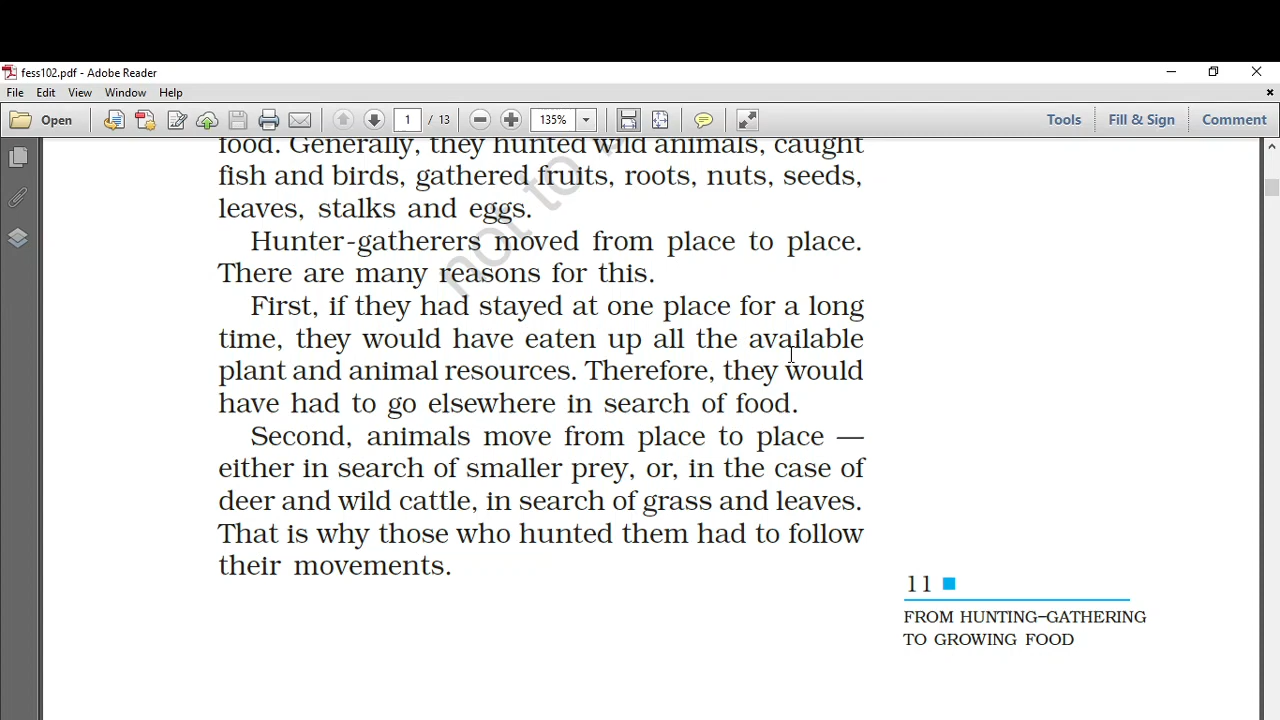 fess102.pdf - Adobe Reader
File Edit View Window Help
Open 1 / 13 135% Tools Fill & Sign Comment
food. Generally, they hunted wild animals, caught
fish and birds, gathered fruits, roots, nuts, seeds,
leaves, stalks and eggs.
Hunter-gatherers moved from place to place.
There are many reasons for this.
First, if they had stayed at one place for a long
time, they would have eaten up all the available
plant and animal resources. Therefore, they would
have had to go elsewhere in search of food.
Second, animals move from place to place —
either in search of smaller prey, or, in the case of
deer and wild cattle, in search of grass and leaves.
That is why those who hunted them had to follow
their movements.
11
FROM HUNTING–GATHERING
TO GROWING FOOD
not to